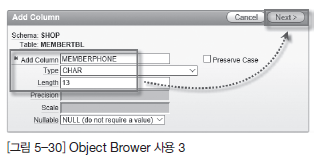 Add Column
Cancel
Next >
Schema: SHOP
Table: MEMBERTBL
* Add Column MEMBERPHONE
Preserve Case
Type CHAR
Length 13
Precision
Scale
Nullable NULL (do not require a value)
[그림 5-30] Object Brower 사용 3